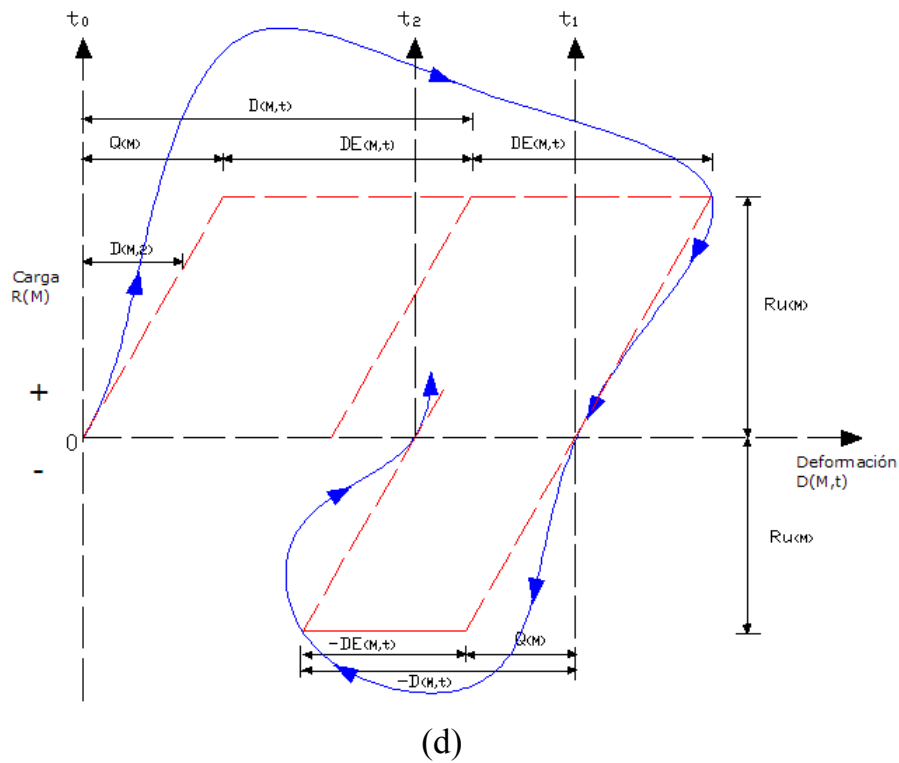 t₀ t₂ t₁
D(M,t)
Q(M) DE(M,t) DE(M,t)
D(M,2)
Carga
R(M)
Ru(M)
+
0
-
Deformación
D(M,t)
Ru(M)
-DE(M,t) Q(M)
-D(M,t)
(d)